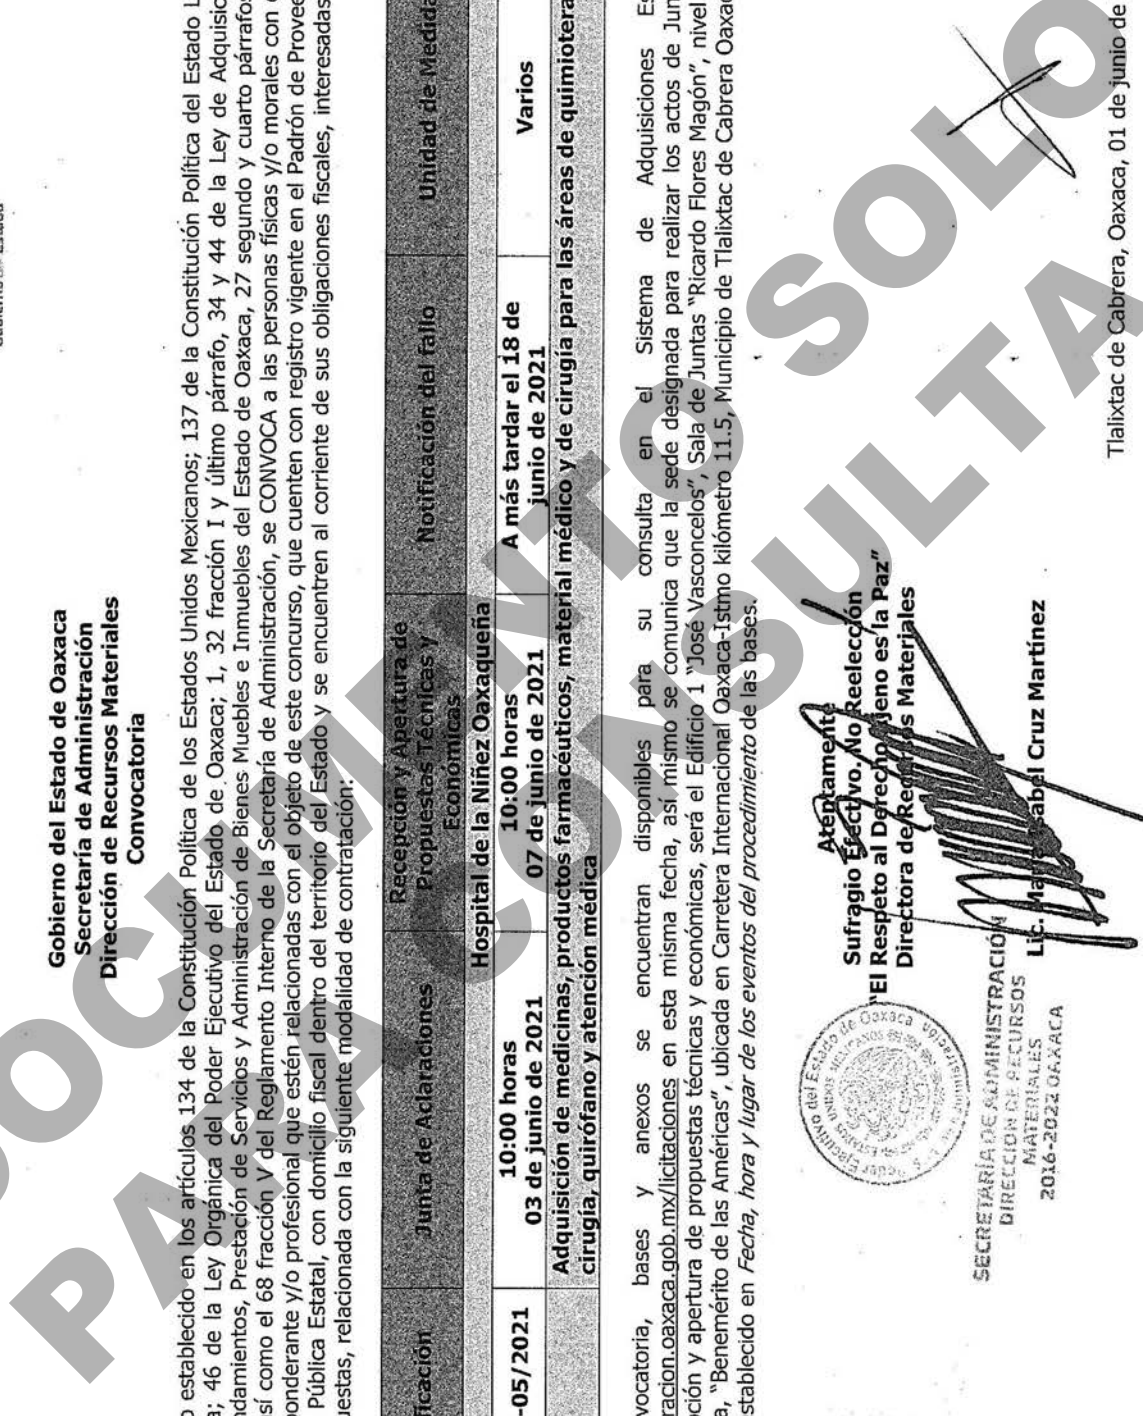 Gobierno del Estado de Oaxaca
Secretaría de Administración
Dirección de Recursos Materiales
Convocatoria
o establecido en los artículos 134 de la Constitución Política de los Estados Unidos Mexicanos; 137 de la Constitución Política del Estado L
a; 46 de la Ley Orgánica del Poder Ejecutivo del Estado de Oaxaca; 1, 32 fracción I y último párrafo, 34 y 44 de la Ley de Adquisicio
ndamientos, Prestación de Servicios y Administración de Bienes Muebles e Inmuebles del Estado de Oaxaca, 27 segundo y cuarto párrafos
sí como el 68 fracción V del Reglamento Interno de la Secretaría de Administración, se CONVOCA a las personas físicas y/o morales con
ponderante y/o profesional que estén relacionadas con el objeto de este concurso, que cuenten con registro vigente en el Padrón de Provee
Pública Estatal, con domicilio fiscal dentro del territorio del Estado y se encuentren al corriente de sus obligaciones fiscales, interesadas
uestas, relacionada con la siguiente modalidad de contratación:
ficación
Junta de Aclaraciones
Recepción y Apertura de Propuestas Técnicas y Económicas
Notificación del fallo
Unidad de Medida
Hospital de la Niñez Oaxaqueña
-05/2021
10:00 horas
03 de junio de 2021
10:00 horas
07 de junio de 2021
A más tardar el 18 de
junio de 2021
Varios
Adquisición de medicinas, productos farmacéuticos, material médico y de cirugía para las áreas de quimiotera
cirugía, quirófano y atención médica
vocatoria, bases y anexos se encuentran disponibles para su consulta en el Sistema de Adquisiciones Es
racion.oaxaca.gob.mx/licitaciones en esta misma fecha, así mismo se comunica que la sede designada para realizar los actos de Jun
oción y apertura de propuestas técnicas y económicas, será el Edificio 1 "José Vasconcelos", Sala de Juntas "Ricardo Flores Magón", nivel
a, "Benemérito de las Américas", ubicada en Carretera Internacional Oaxaca-Istmo kilómetro 11.5, Municipio de Tlalixtac de Cabrera Oaxac
stablecido en Fecha, hora y lugar de los eventos del procedimiento de las bases.
Atentamente
Sufragio Efectivo. No Reelección
"El Respeto al Derecho Ajeno es la Paz"
Directora de Recursos Materiales
Lic. Isabel Cruz Martínez
SECRETARÍA DE ADMINISTRACIÓN
DIRECCIÓN DE RECURSOS
MATERIALES
2016-2022 OAXACA
Tlalixtac de Cabrera, Oaxaca, 01 de junio de
DOCUMENTO SOLO
PARA CONSULTA